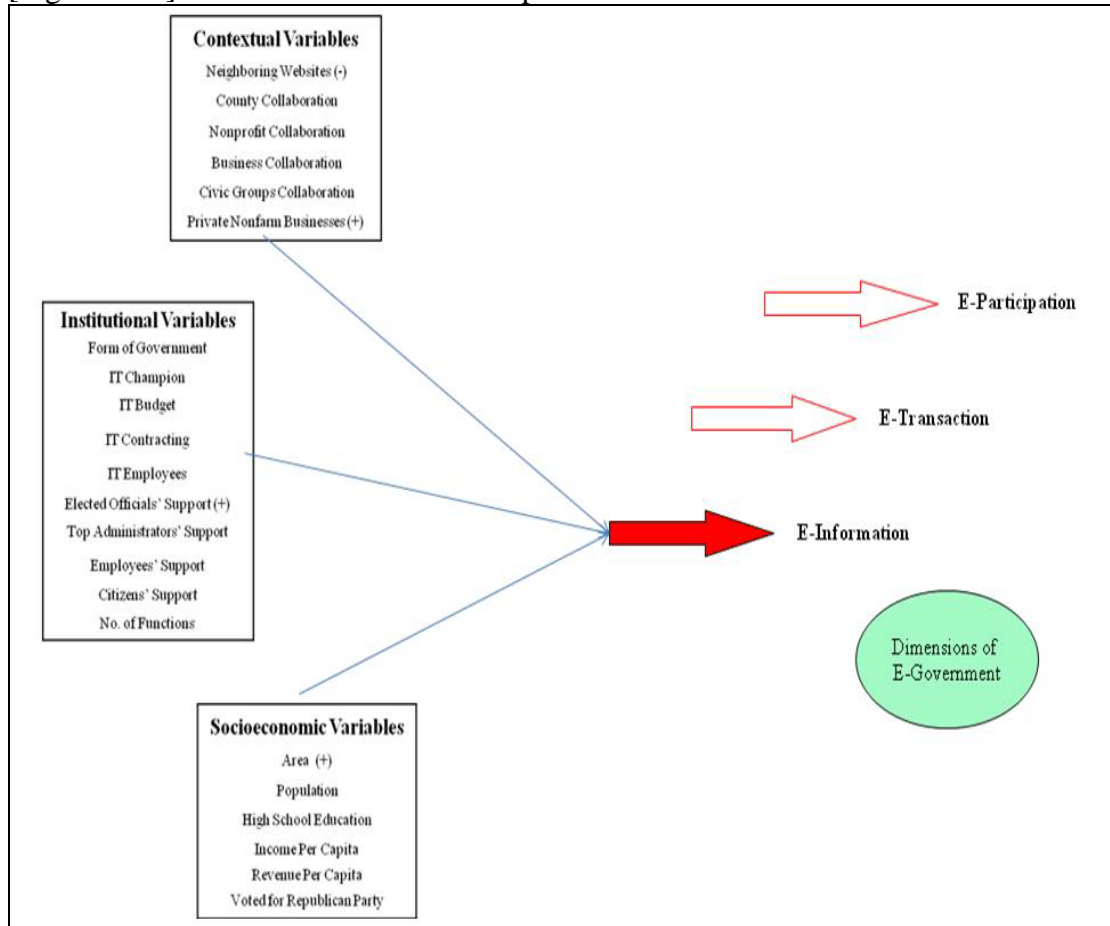 Contextual Variables
Neighboring Websites (-)
County Collaboration
Nonprofit Collaboration
Business Collaboration
Civic Groups Collaboration
Private Nonfarm Businesses (+)
Institutional Variables
Form of Government
IT Champion
IT Budget
IT Contracting
IT Employees
Elected Officials' Support (+)
Top Administrators' Support
Employees' Support
Citizens' Support
No. of Functions
Socioeconomic Variables
Area (+)
Population
High School Education
Income Per Capita
Revenue Per Capita
Voted for Republican Party
E-Participation
E-Transaction
E-Information
Dimensions of
E-Government